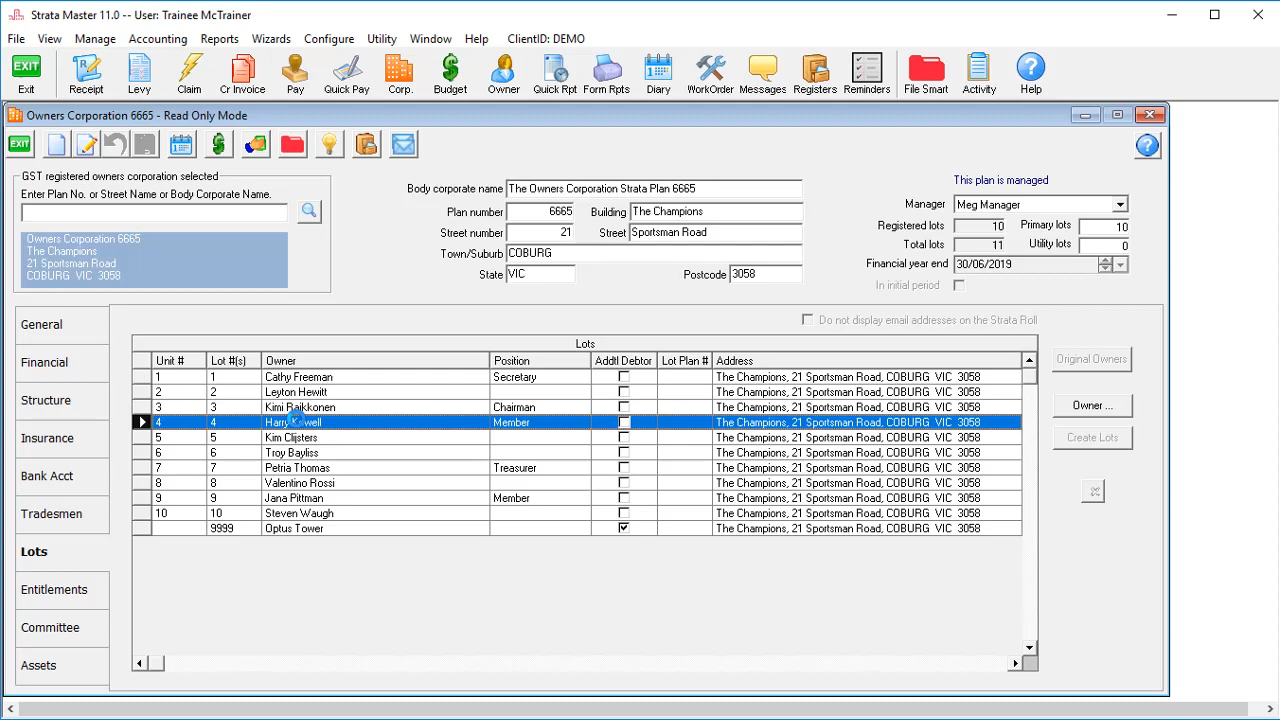 Strata Master 11.0 -- User: Trainee McTrainer
File View Manage Accounting Reports Wizards Configure Utility Window Help ClientID: DEMO
EXIT
Exit Receipt Levy Claim Cr Invoice Pay Quick Pay Corp. Budget Owner Quick Rpt Form Rpts Diary WorkOrder Messages Registers Reminders File Smart Activity Help
Owners Corporation 6665 - Read Only Mode
EXIT
GST registered owners corporation selected
Enter Plan No. or Street Name or Body Corporate Name.
Owners Corporation 6665
The Champions
21 Sportsman Road
COBURG VIC 3058
Body corporate name The Owners Corporation Strata Plan 6665
Plan number 6665 Building The Champions
Street number 21 Street Sportsman Road
Town/Suburb COBURG
State VIC Postcode 3058
This plan is managed
Manager Meg Manager
Registered lots 10 Primary lots 10
Total lots 11 Utility lots 0
Financial year end 30/06/2019
In initial period
General
Financial
Structure
Insurance
Bank Acct
Tradesmen
Lots
Entitlements
Committee
Assets
Do not display email addresses on the Strata Roll
Lots
Unit # Lot #(s) Owner Position Addtl Debtor Lot Plan # Address
1 1 Cathy Freeman Secretary The Champions, 21 Sportsman Road, COBURG VIC 3058
2 2 Leyton Hewitt The Champions, 21 Sportsman Road, COBURG VIC 3058
3 3 Kimi Raikkonen Chairman The Champions, 21 Sportsman Road, COBURG VIC 3058
4 4 Harry Member The Champions, 21 Sportsman Road, COBURG VIC 3058
5 5 Kim Clijsters The Champions, 21 Sportsman Road, COBURG VIC 3058
6 6 Troy Bayliss The Champions, 21 Sportsman Road, COBURG VIC 3058
7 7 Petria Thomas Treasurer The Champions, 21 Sportsman Road, COBURG VIC 3058
8 8 Valentino Rossi The Champions, 21 Sportsman Road, COBURG VIC 3058
9 9 Jana Pittman Member The Champions, 21 Sportsman Road, COBURG VIC 3058
10 10 Steven Waugh The Champions, 21 Sportsman Road, COBURG VIC 3058
9999 Optus Tower The Champions, 21 Sportsman Road, COBURG VIC 3058
Original Owners
Owner ...
Create Lots